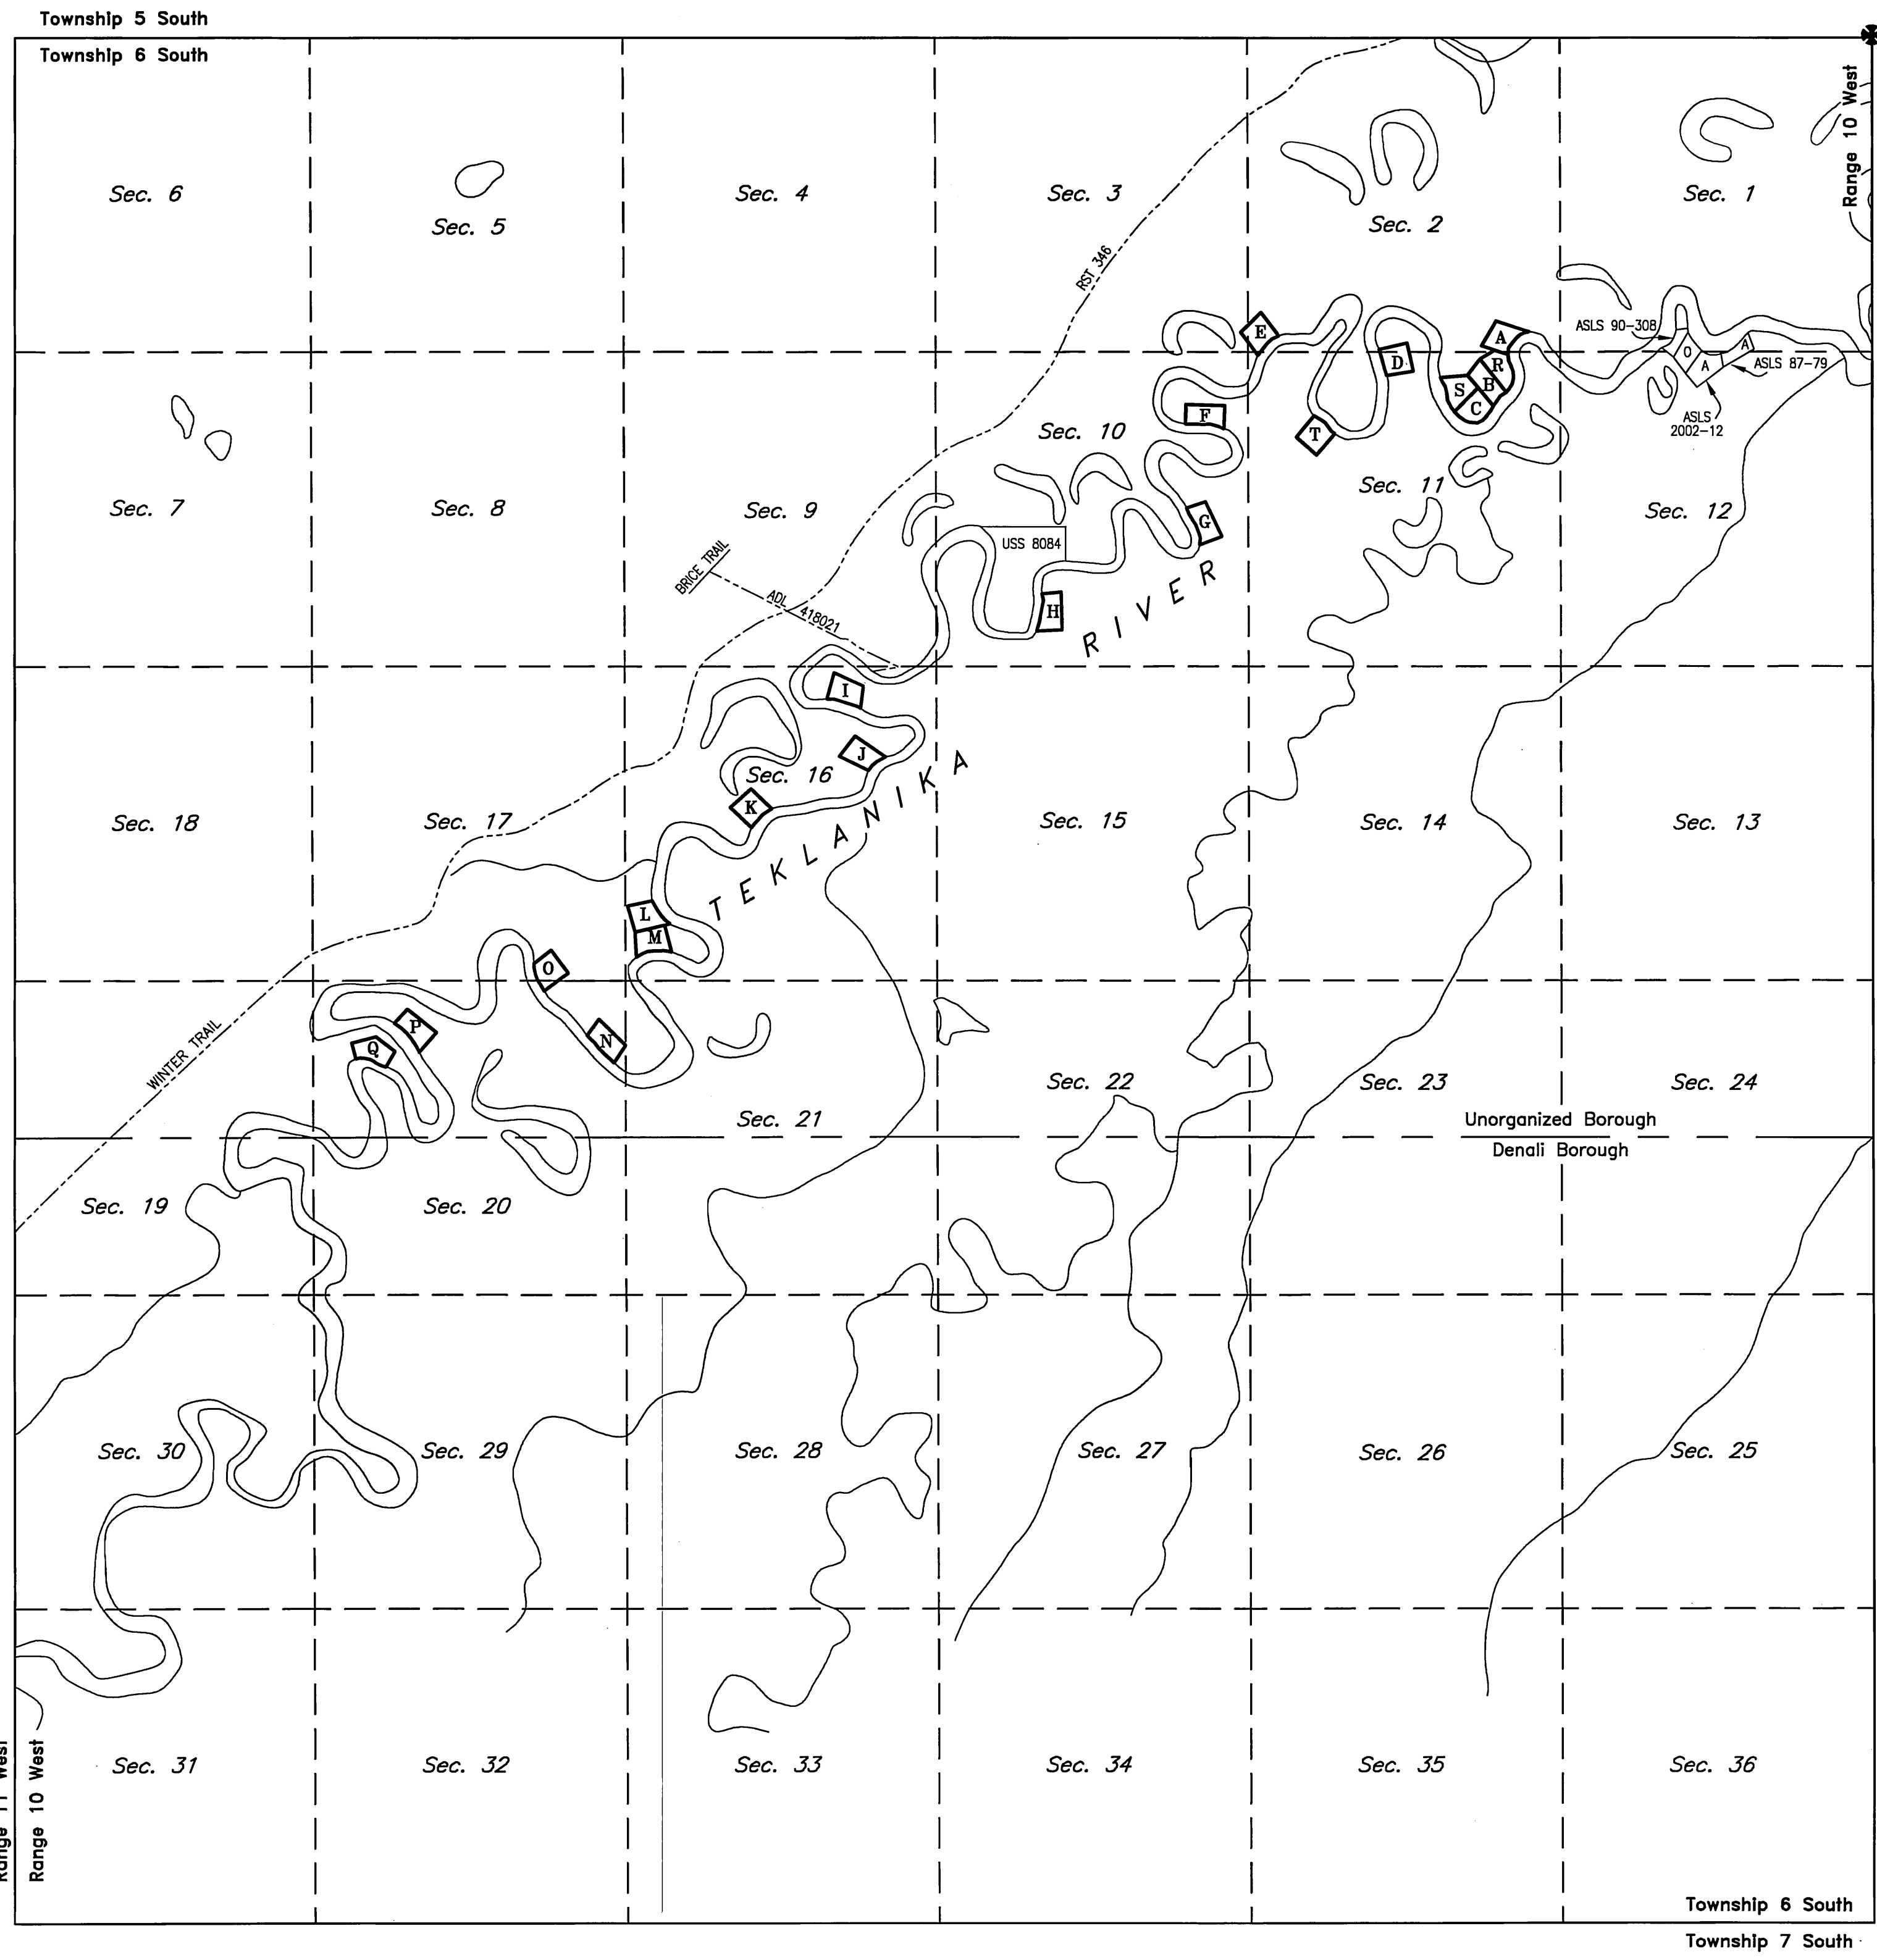 Township 5 South
Township 6 South
Range 10 West
Sec. 6
Sec. 5
Sec. 4
Sec. 3
Sec. 2
Sec. 1
RST 346
E
D
A
R
S
B
C
F
T
ASLS 90-308
O
A
A
ASLS 87-79
ASLS
2002-12
Sec. 7
Sec. 8
Sec. 9
Sec. 10
Sec. 11
Sec. 12
G
USS 8084
H
BRICE TRAIL
ADL 418021
TEKLANIKA RIVER
I
J
K
Sec. 18
Sec. 17
Sec. 16
Sec. 15
Sec. 14
Sec. 13
L
M
O
N
P
Q
WINTER TRAIL
Sec. 19
Sec. 20
Sec. 21
Sec. 22
Sec. 23
Sec. 24
Unorganized Borough
Denali Borough
Sec. 30
Sec. 29
Sec. 28
Sec. 27
Sec. 26
Sec. 25
Sec. 31
Sec. 32
Sec. 33
Sec. 34
Sec. 35
Sec. 36
Range 11 West
Range 10 West
Township 6 South
Township 7 South